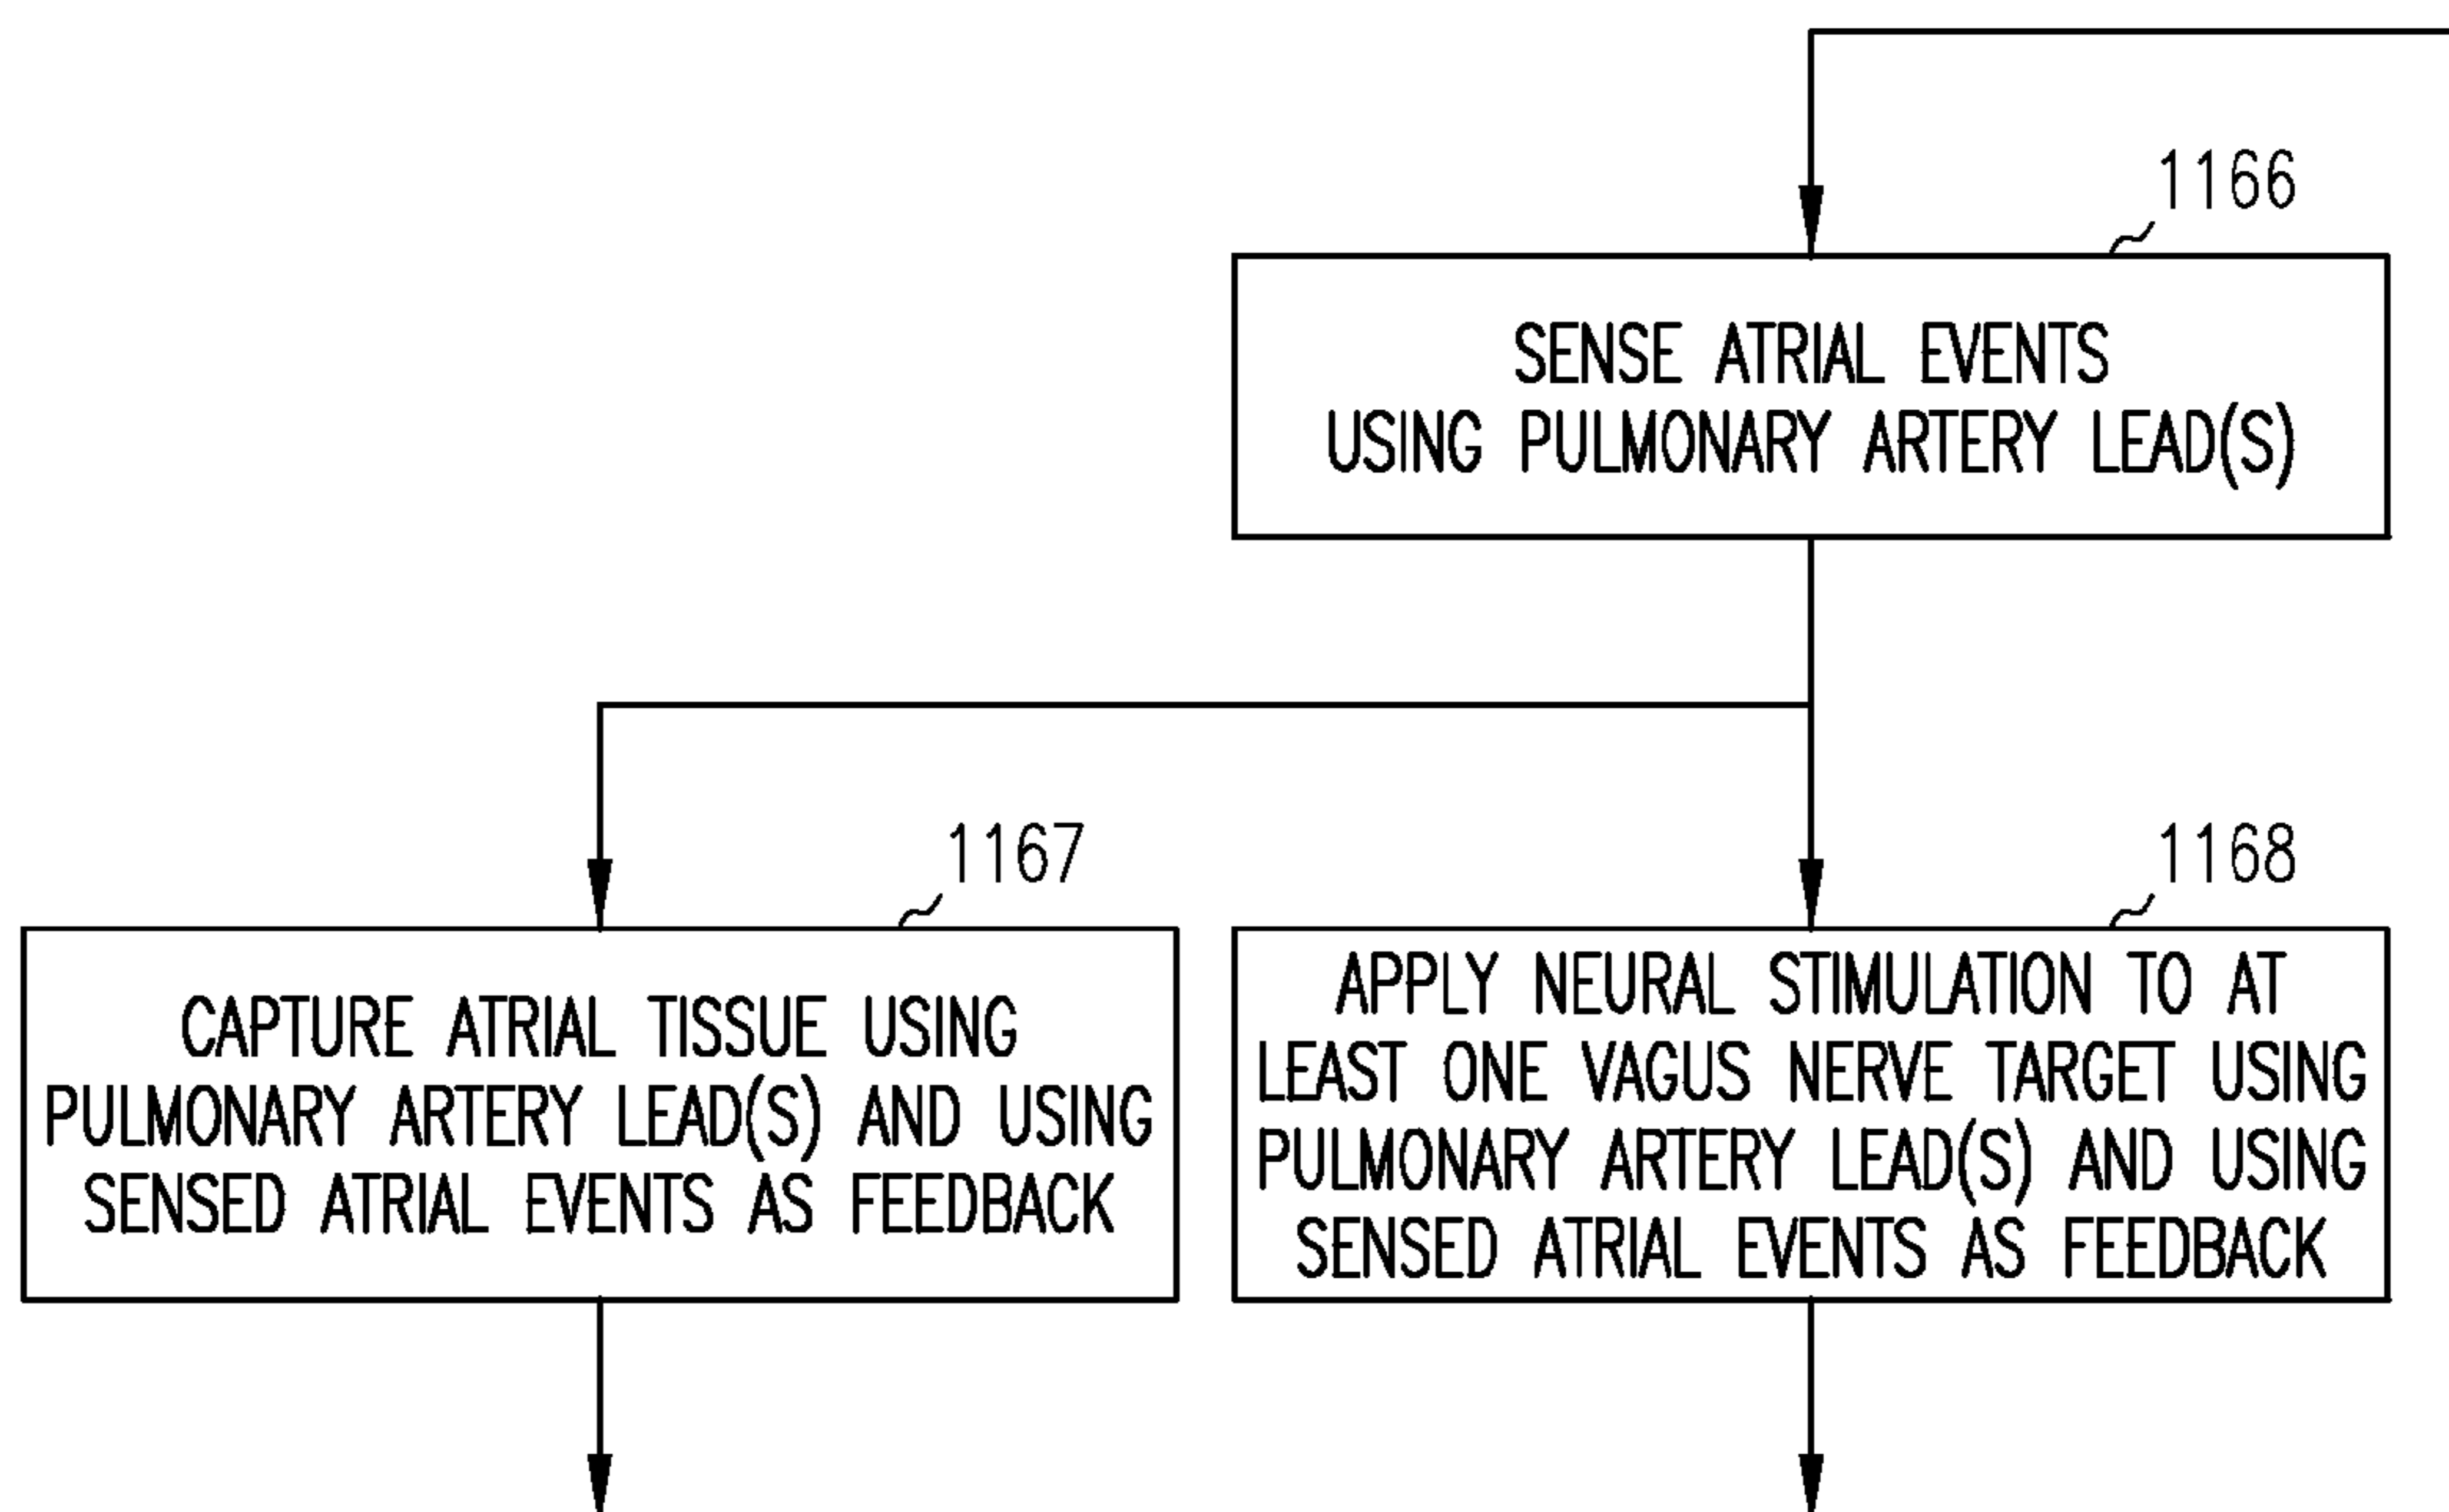 1166
SENSE ATRIAL EVENTS
USING PULMONARY ARTERY LEAD(S)
1167
CAPTURE ATRIAL TISSUE USING
PULMONARY ARTERY LEAD(S) AND USING
SENSED ATRIAL EVENTS AS FEEDBACK
1168
APPLY NEURAL STIMULATION TO AT
LEAST ONE VAGUS NERVE TARGET USING
PULMONARY ARTERY LEAD(S) AND USING
SENSED ATRIAL EVENTS AS FEEDBACK